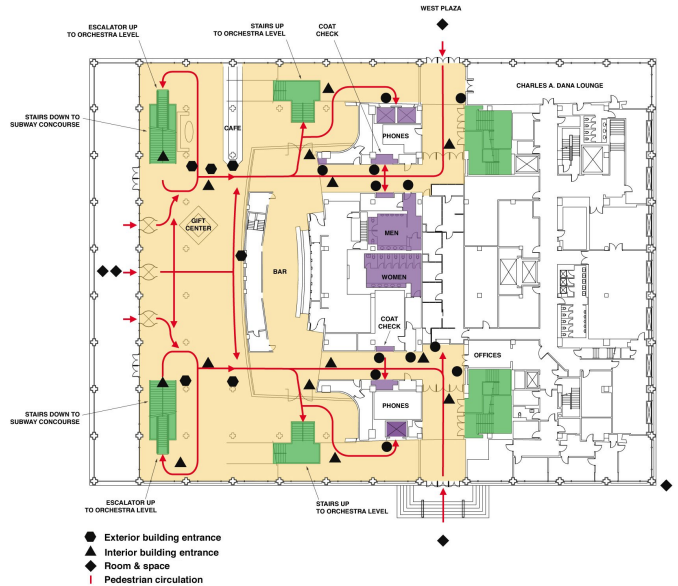 WEST PLAZA
ESCALATOR UP
TO ORCHESTRA LEVEL
STAIRS UP
TO ORCHESTRA LEVEL
COAT
CHECK
CHARLES A. DANA LOUNGE
STAIRS DOWN TO
SUBWAY CONCOURSE
CAFE
PHONES
GIFT
CENTER
MEN
BAR
WOMEN
COAT
CHECK
OFFICES
PHONES
STAIRS DOWN TO
SUBWAY CONCOURSE
ESCALATOR UP
TO ORCHESTRA LEVEL
STAIRS UP
TO ORCHESTRA LEVEL
Exterior building entrance
Interior building entrance
Room & space
Pedestrian circulation